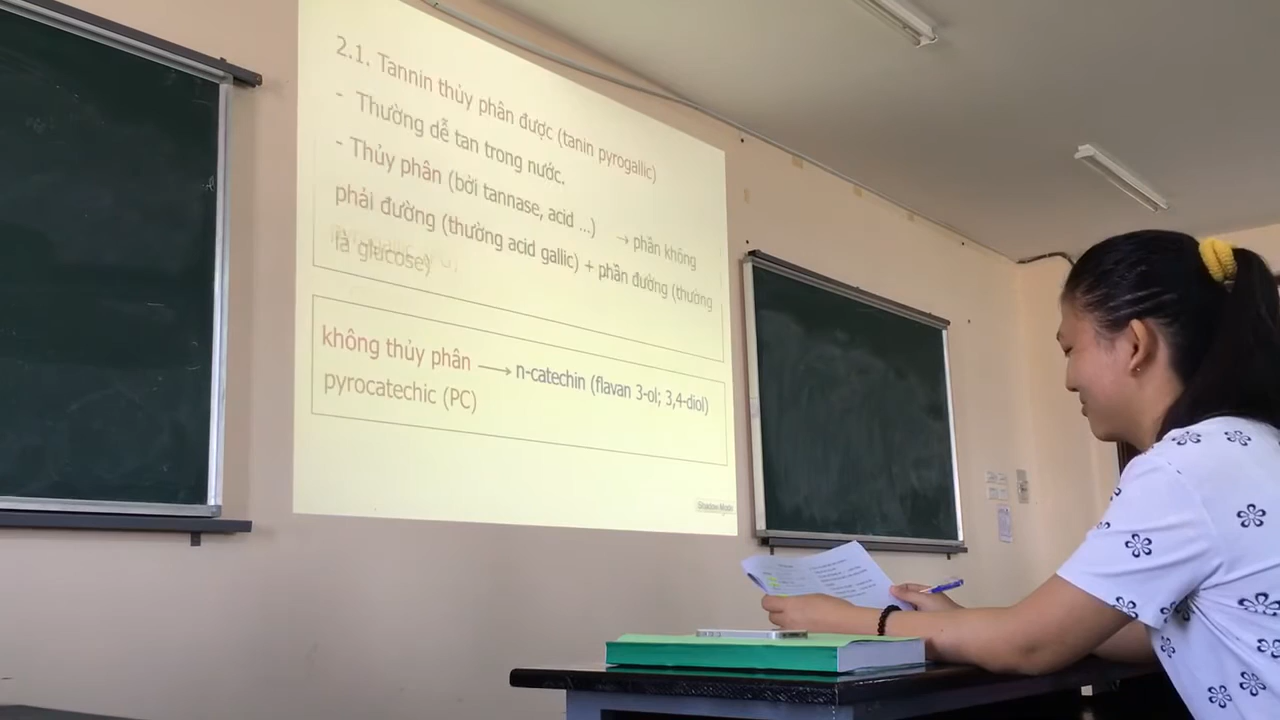 2.1. Tannin thủy phân được (tanin pyrogallic)
- Thường dễ tan trong nước.
- Thủy phân (bởi tannase, acid ...) → phần không
phải đường (thường acid gallic) + phần đường (thường
là glucose)
không thủy phân → n-catechin (flavan 3-ol; 3,4-diol)
pyrocatechic (PC)
Shadow Mode